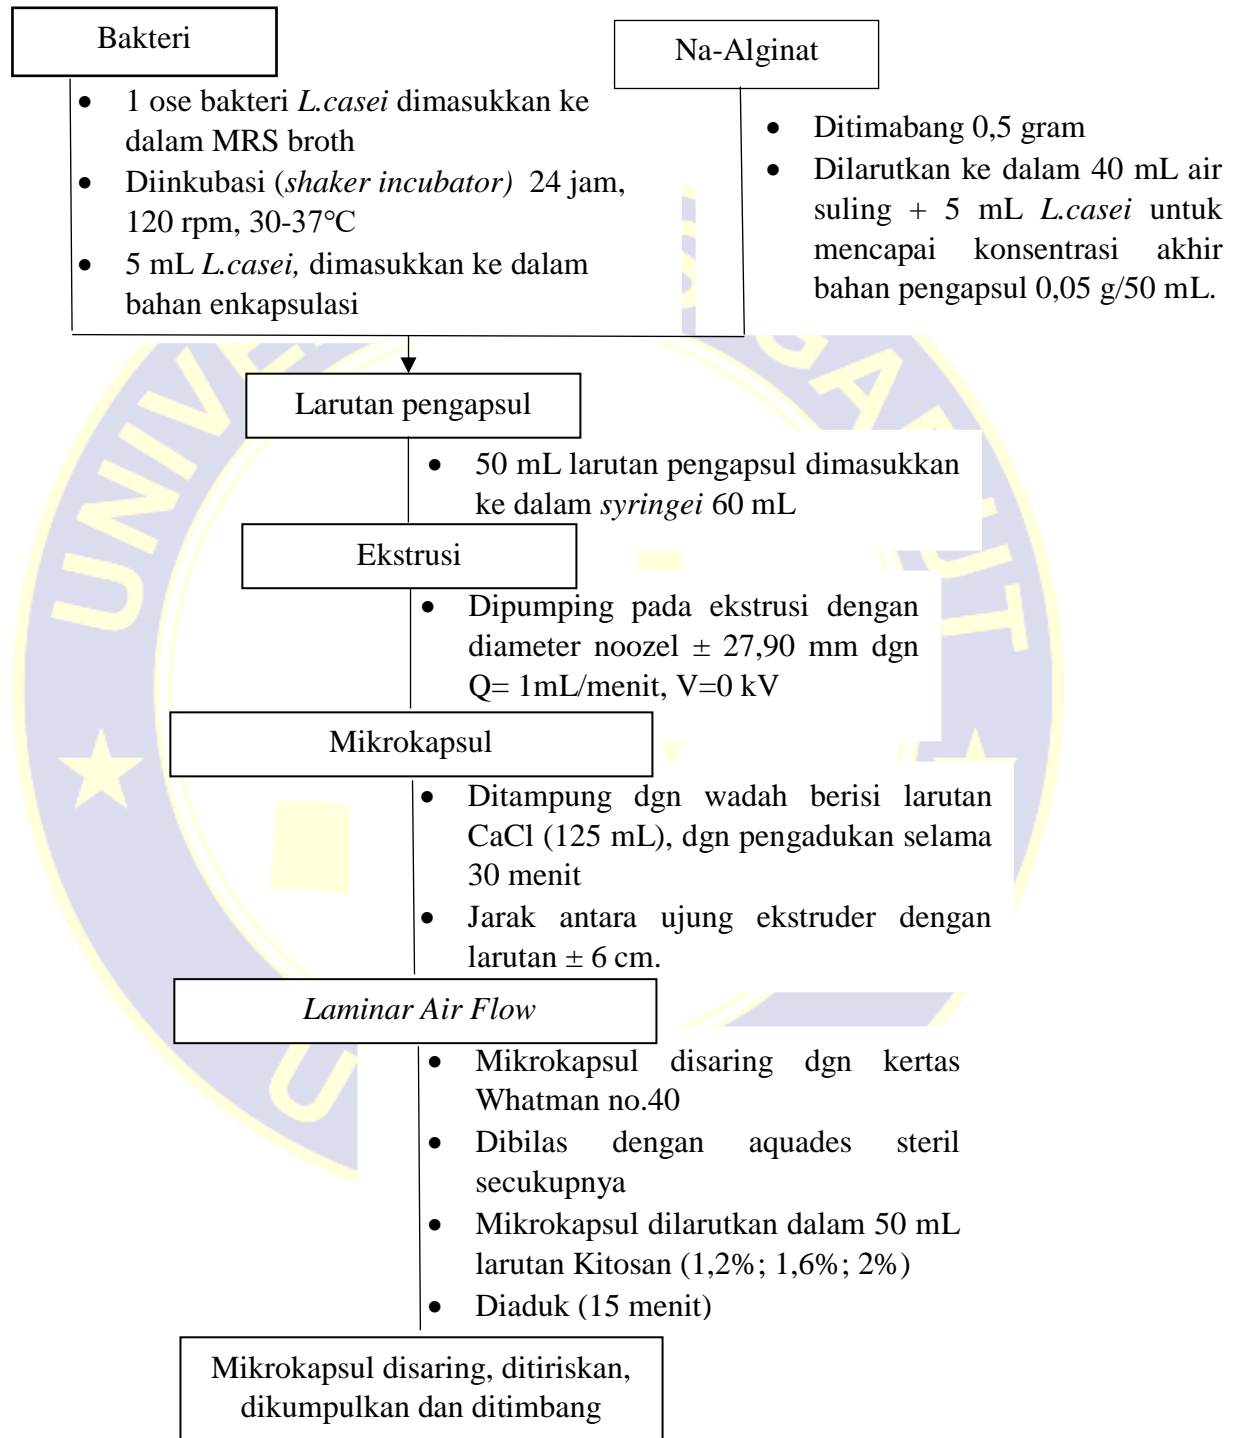 Bakteri
Na-Alginat
• 1 ose bakteri L.casei dimasukkan ke
dalam MRS broth
• Diinkubasi (shaker incubator) 24 jam,
120 rpm, 30-37°C
• 5 mL L.casei, dimasukkan ke dalam
bahan enkapsulasi
• Ditimabang 0,5 gram
• Dilarutkan ke dalam 40 mL air
suling + 5 mL L.casei untuk
mencapai konsentrasi akhir
bahan pengapsul 0,05 g/50 mL.
Larutan pengapsul
• 50 mL larutan pengapsul dimasukkan
ke dalam syringei 60 mL
Ekstrusi
• Dipumping pada ekstrusi dengan
diameter noozel ± 27,90 mm dgn
Q= 1mL/menit, V=0 kV
Mikrokapsul
• Ditampung dgn wadah berisi larutan
CaCl (125 mL), dgn pengadukan selama
30 menit
• Jarak antara ujung ekstruder dengan
larutan ± 6 cm.
Laminar Air Flow
• Mikrokapsul disaring dgn kertas
Whatman no.40
• Dibilas dengan aquades steril
secukupnya
• Mikrokapsul dilarutkan dalam 50 mL
larutan Kitosan (1,2%; 1,6%; 2%)
• Diaduk (15 menit)
Mikrokapsul disaring, ditiriskan,
dikumpulkan dan ditimbang